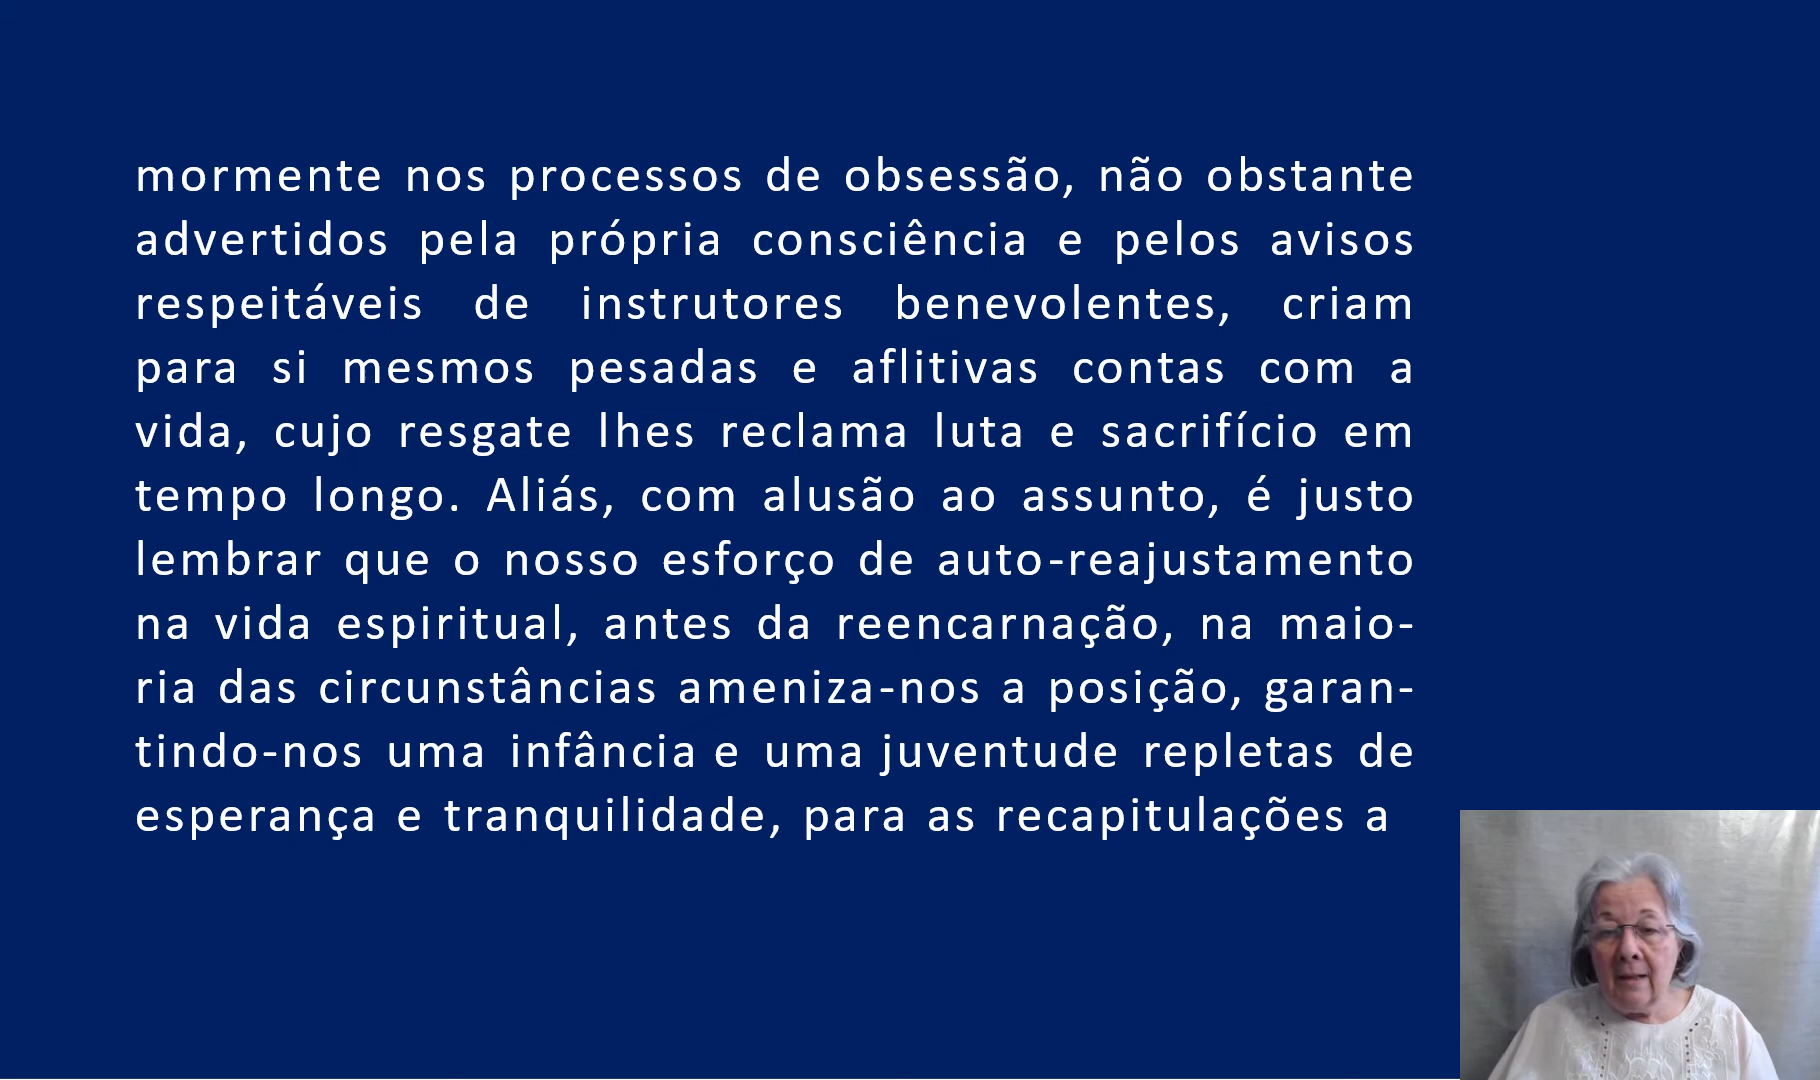 mormente nos processos de obsessão, não obstante
advertidos pela própria consciência e pelos avisos
respeitáveis de instrutores benevolentes, criam
para si mesmos pesadas e aflitivas contas com a
vida, cujo resgate lhes reclama luta e sacrifício em
tempo longo. Aliás, com alusão ao assunto, é justo
lembrar que o nosso esforço de auto-reajustamento
na vida espiritual, antes da reencarnação, na maio-
ria das circunstâncias ameniza-nos a posição, garan-
tindo-nos uma infância e uma juventude repletas de
esperança e tranquilidade, para as recapitulações a